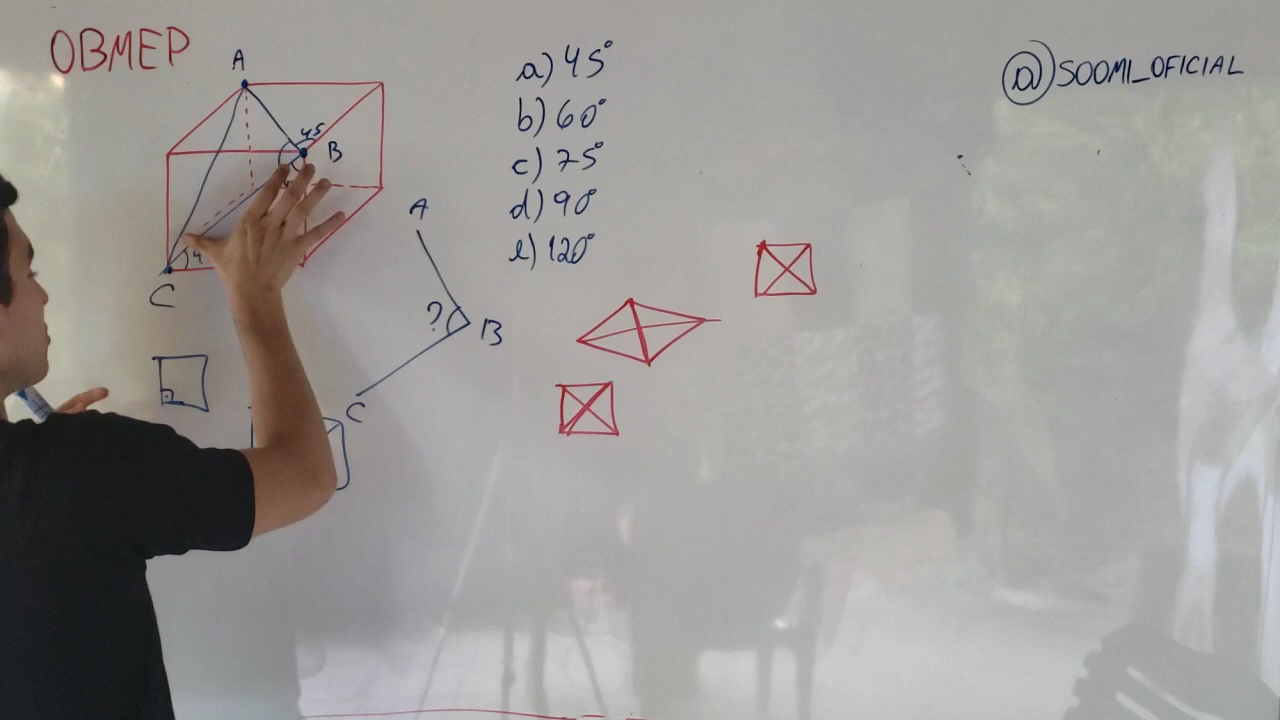 OBMEP
@SOOMI_OFICIAL
A
45
B
C
a) 45°
b) 60°
c) 75°
d) 90°
e) 120°
A
?
B
C